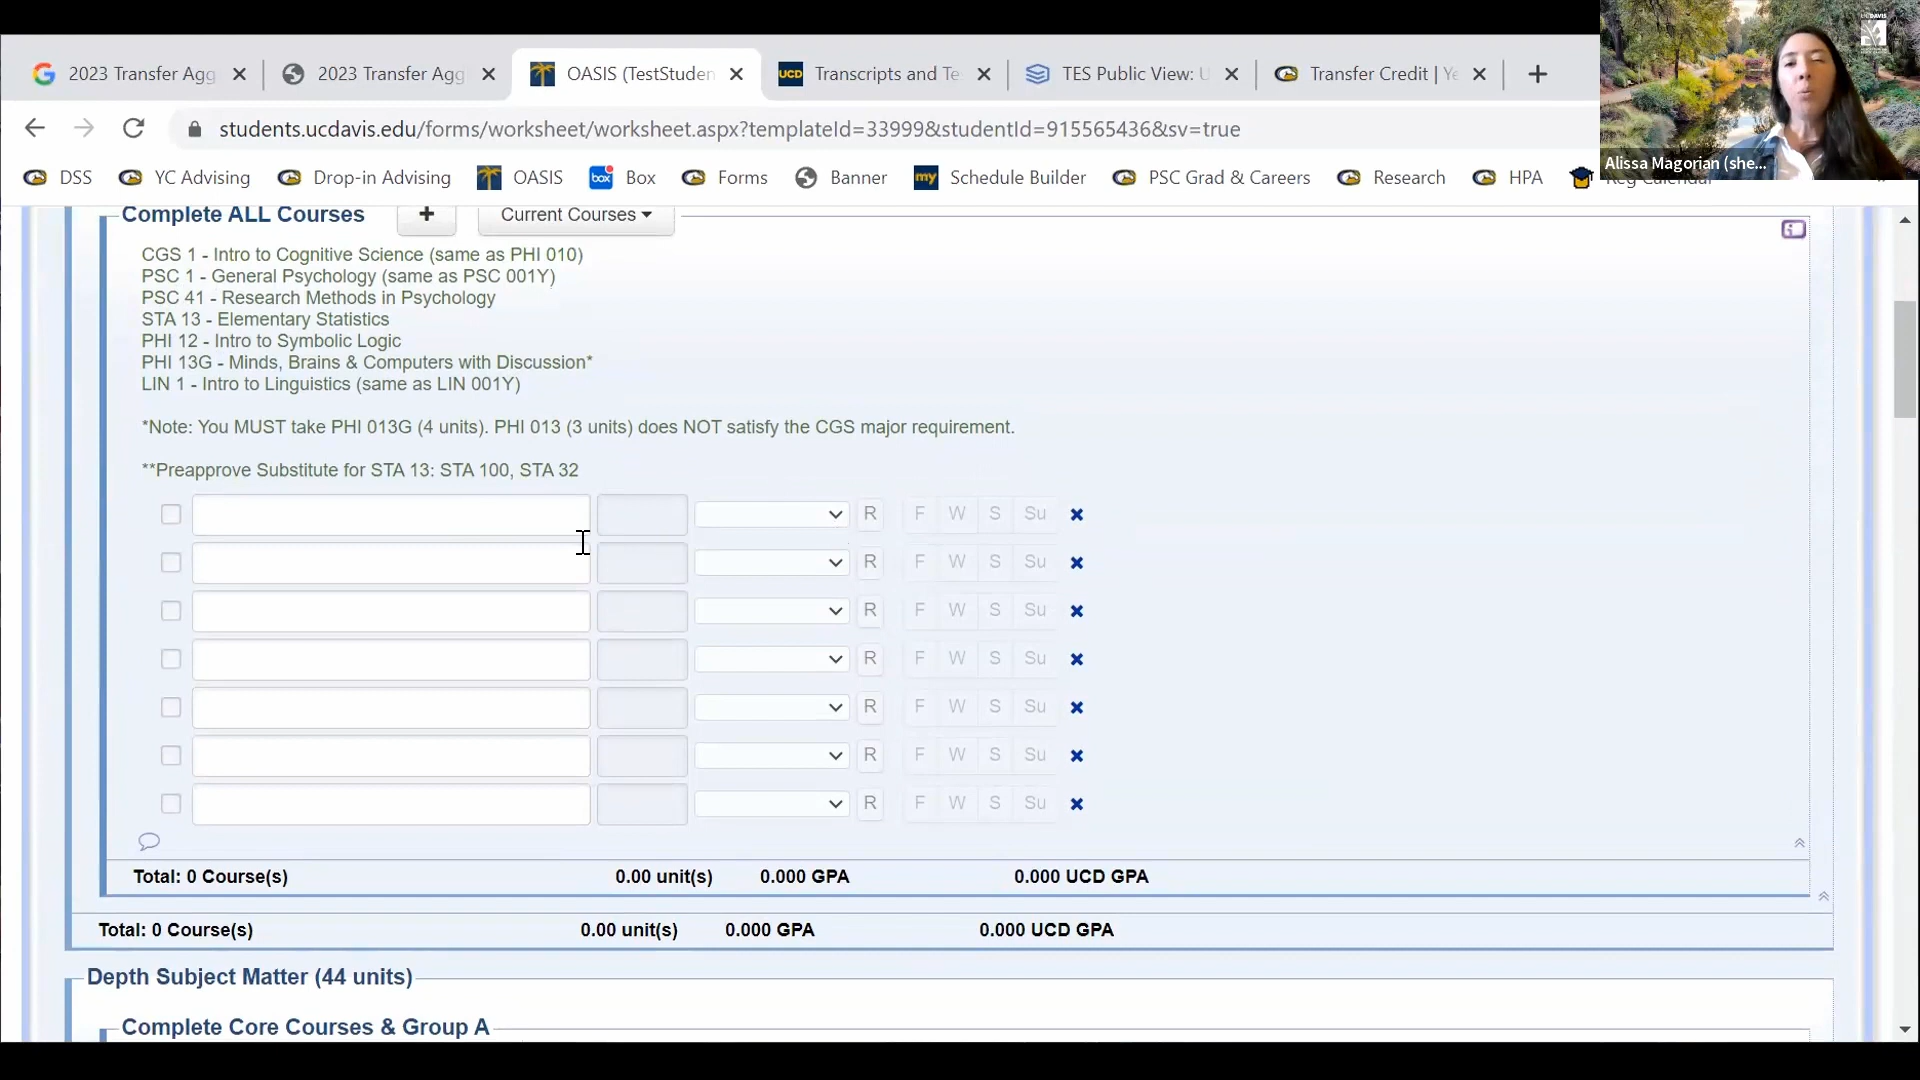 2023 Transfer Agg
2023 Transfer Agg
OASIS (TestStuden
UCD
Transcripts and Te
TES Public View: U
Transfer Credit | Ye
students.ucdavis.edu/forms/worksheet/worksheet.aspx?templateId=33999&studentId=915565436&sv=true
Alissa Magorian (she...
DSS
YC Advising
Drop-in Advising
OASIS
box
Box
Forms
Banner
my
Schedule Builder
PSC Grad & Careers
Research
HPA
Reg Calendar
Complete ALL Courses
+
Current Courses
CGS 1 - Intro to Cognitive Science (same as PHI 010)
PSC 1 - General Psychology (same as PSC 001Y)
PSC 41 - Research Methods in Psychology
STA 13 - Elementary Statistics
PHI 12 - Intro to Symbolic Logic
PHI 13G - Minds, Brains & Computers with Discussion*
LIN 1 - Intro to Linguistics (same as LIN 001Y)
*Note: You MUST take PHI 013G (4 units). PHI 013 (3 units) does NOT satisfy the CGS major requirement.
**Preapprove Substitute for STA 13: STA 100, STA 32
R F W S Su
R F W S Su
R F W S Su
R F W S Su
R F W S Su
R F W S Su
R F W S Su
Total: 0 Course(s) 0.00 unit(s) 0.000 GPA 0.000 UCD GPA
Total: 0 Course(s) 0.00 unit(s) 0.000 GPA 0.000 UCD GPA
Depth Subject Matter (44 units)
Complete Core Courses & Group A